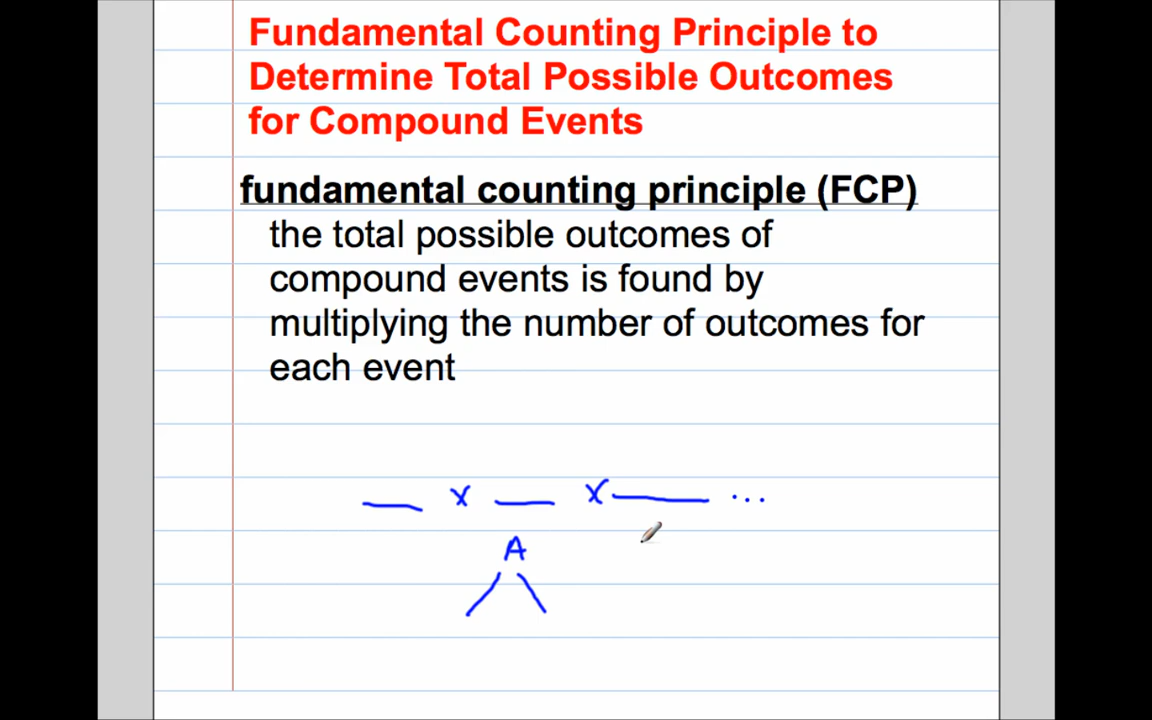 Fundamental Counting Principle to
Determine Total Possible Outcomes
for Compound Events
fundamental counting principle (FCP)
the total possible outcomes of
compound events is found by
multiplying the number of outcomes for
each event
__ x __ x __ ...
A